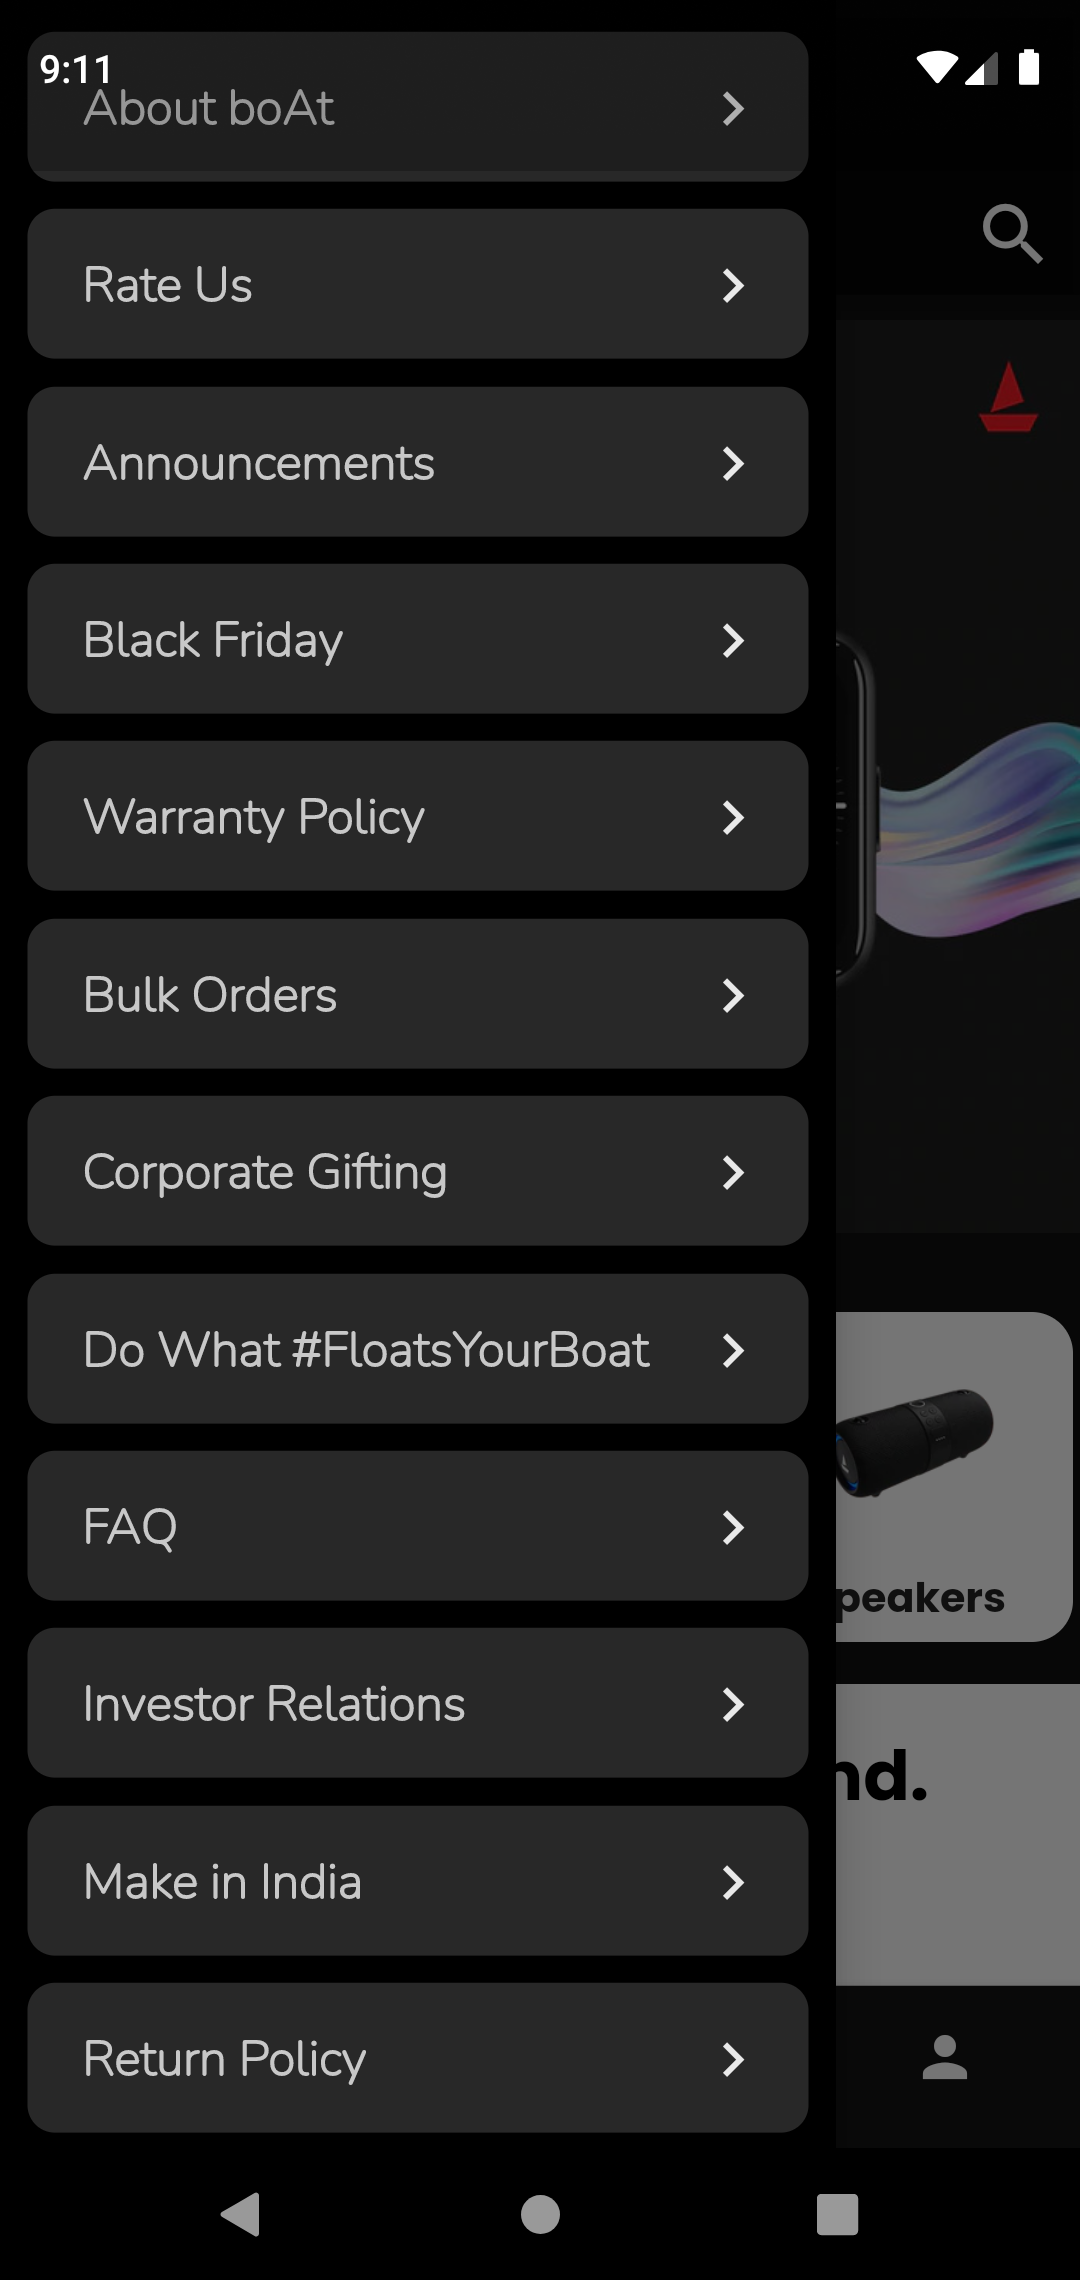 9:11
About boAt
Rate Us
Announcements
Black Friday
Warranty Policy
Bulk Orders
Corporate Gifting
Do What #FloatsYourBoat
FAQ
peakers
Investor Relations
nd.
Make in India
Return Policy